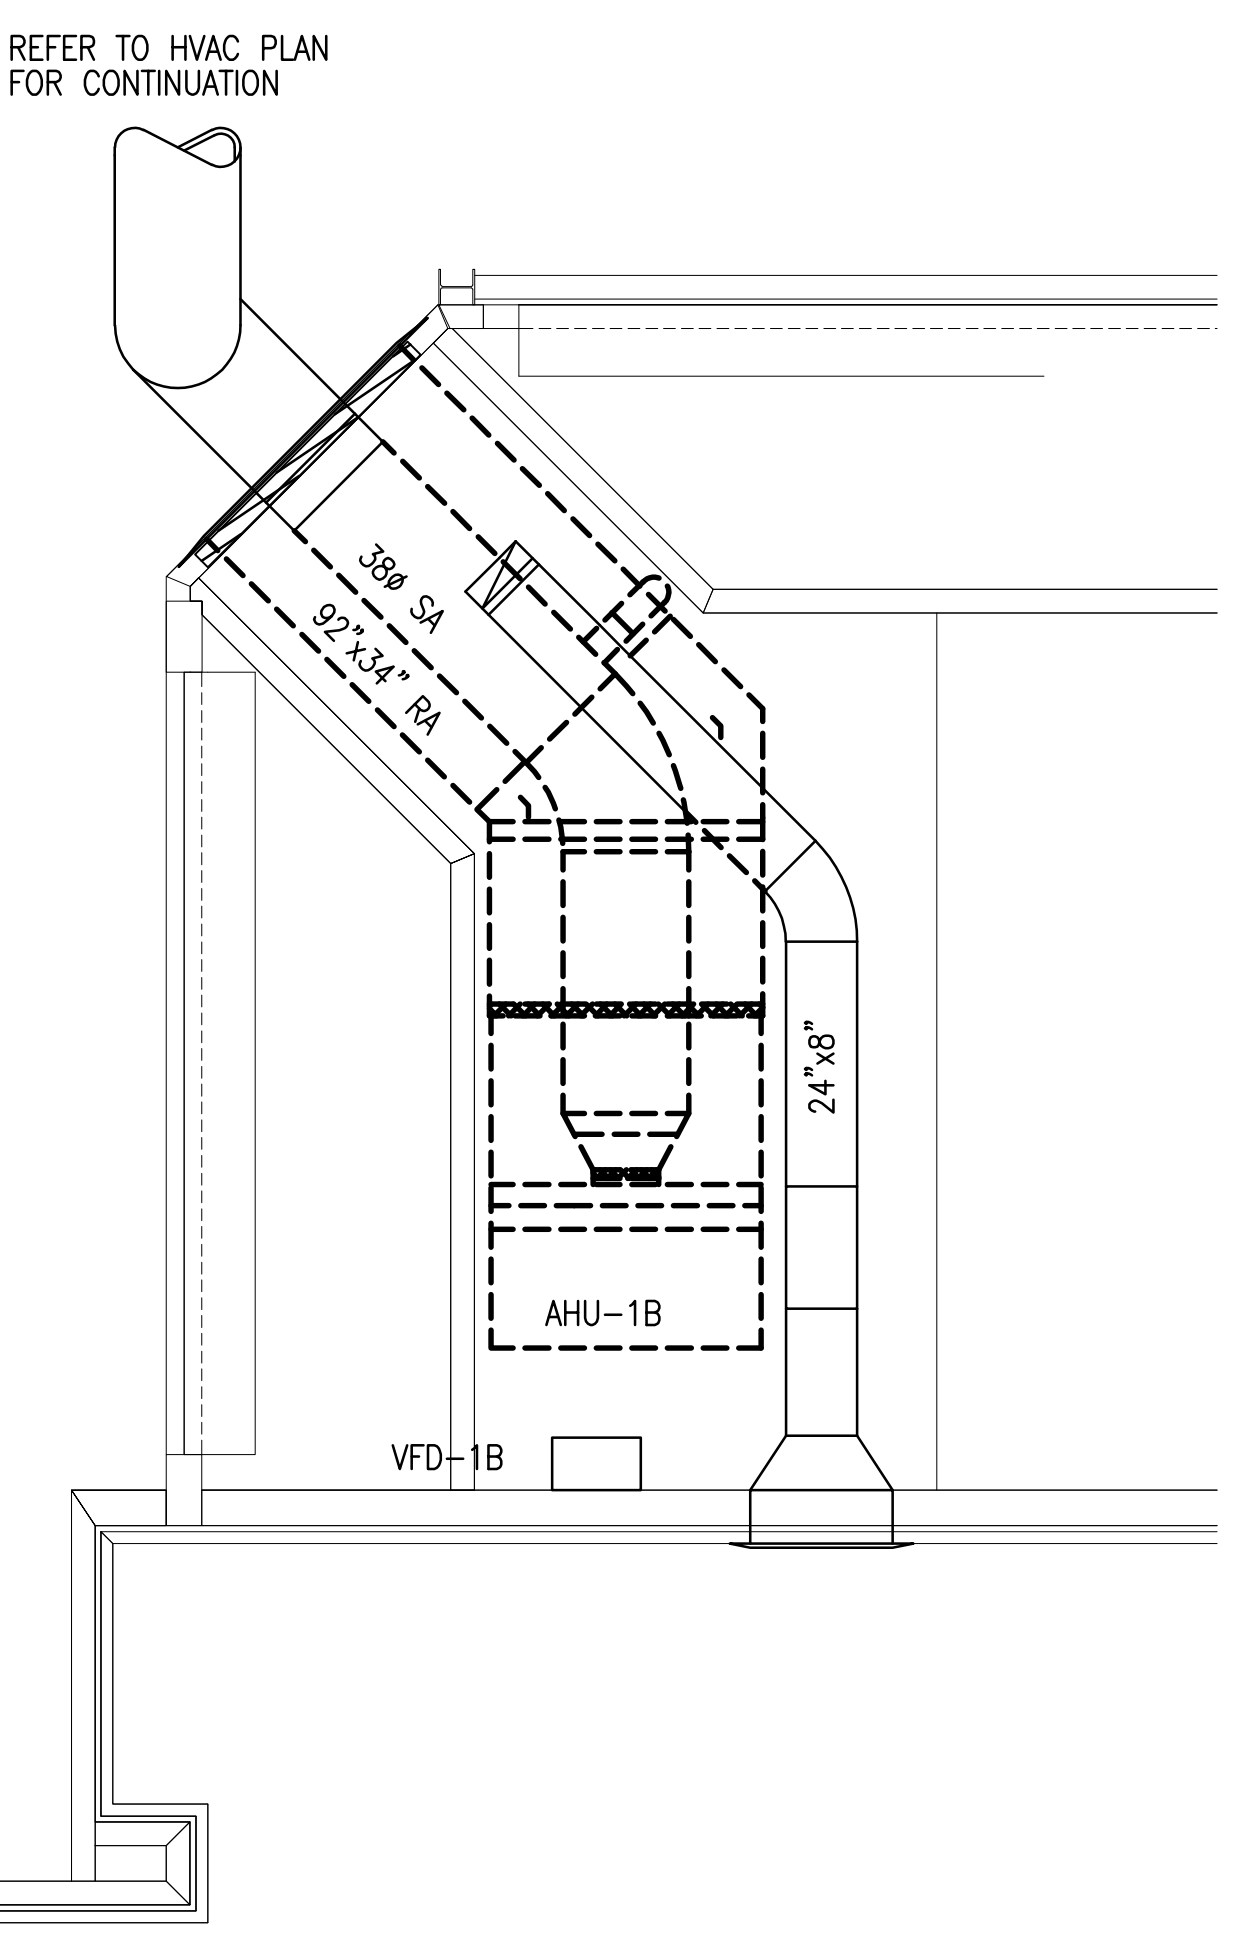 REFER TO HVAC PLAN
FOR CONTINUATION
38ø SA
92"x34" RA
24"x8"
AHU-1B
VFD-1B